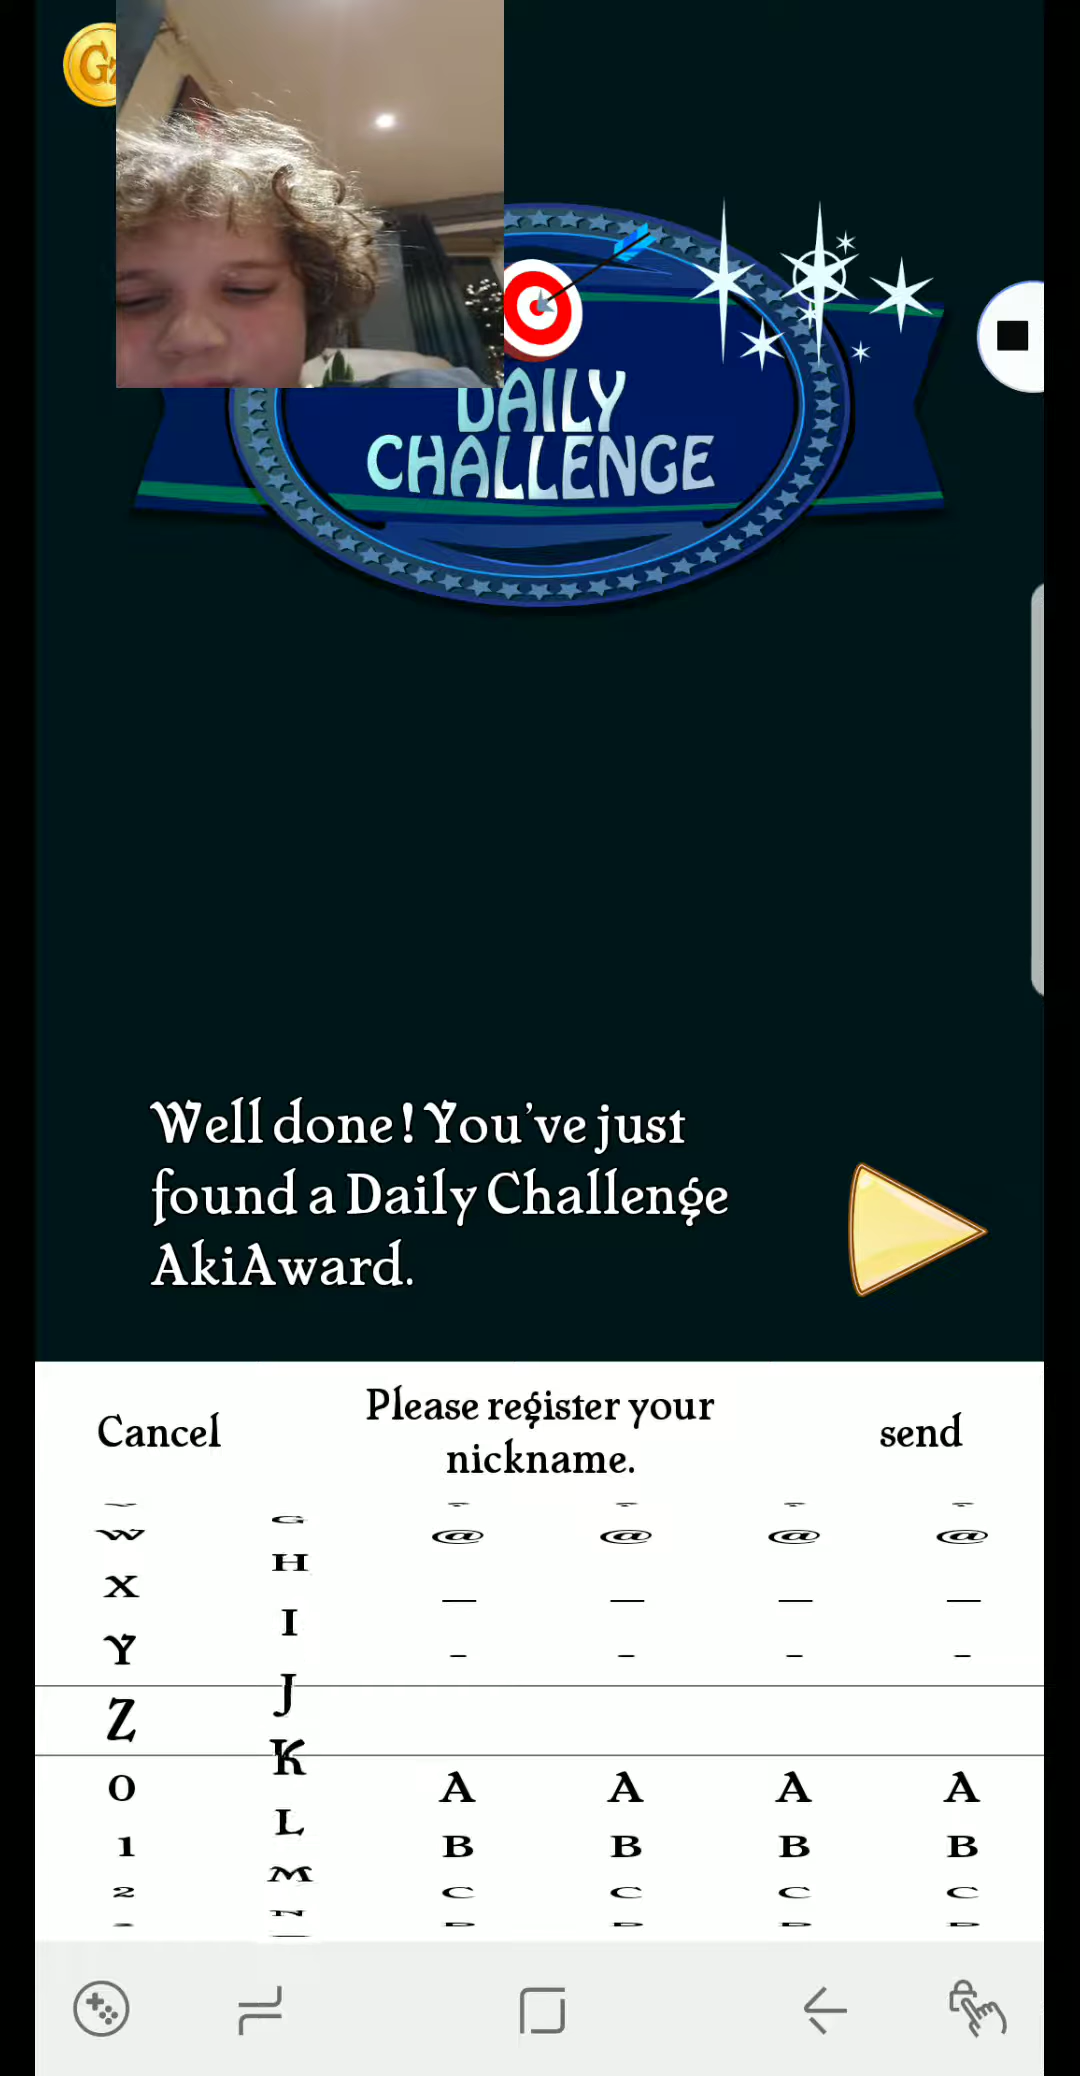 G
DAILY
CHALLENGE
Well done! You've just
found a Daily Challenge
AkiAward.
Cancel
Please register your
nickname.
send
W G @ @ @ @
X H _ _ _ _
Y I - - - -
Z J
0 K A A A A
1 L B B B B
2 M C C C C
N D D D D